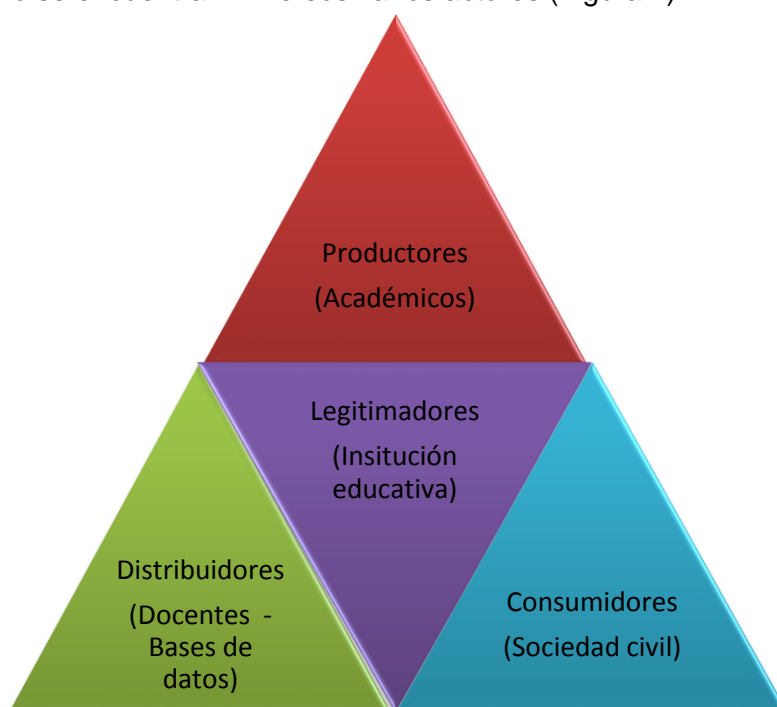 Productores
(Académicos)
Legitimadores
(Insitución
educativa)
Distribuidores
(Docentes -
Bases de
datos)
Consumidores
(Sociedad civil)